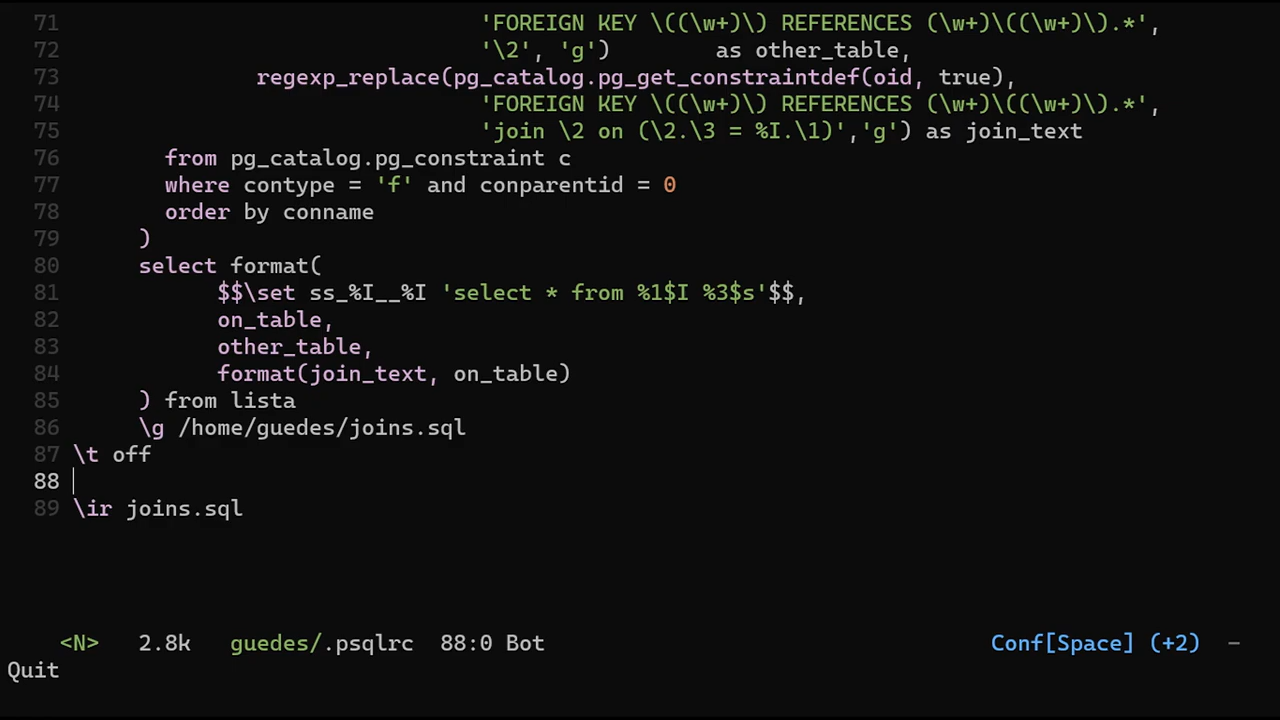 71                                'FOREIGN KEY \((\w+)\) REFERENCES (\w+)\((\w+)\).*',
72                                '\2', 'g')        as other_table,
73               regexp_replace(pg_catalog.pg_get_constraintdef(oid, true),
74                                'FOREIGN KEY \((\w+)\) REFERENCES (\w+)\((\w+)\).*',
75                                'join \2 on (\2.\3 = %I.\1)','g') as join_text
76        from pg_catalog.pg_constraint c
77        where contype = 'f' and conparentid = 0
78        order by conname
79      )
80      select format(
81            $$\set ss_%I__%I 'select * from %1$I %3$s'$$,
82            on_table,
83            other_table,
84            format(join_text, on_table)
85      ) from lista
86      \g /home/guedes/joins.sql
87 \t off
88
89 \ir joins.sql
<N>   2.8k   guedes/.psqlrc  88:0 Bot   Conf[Space] (+2)  −
Quit